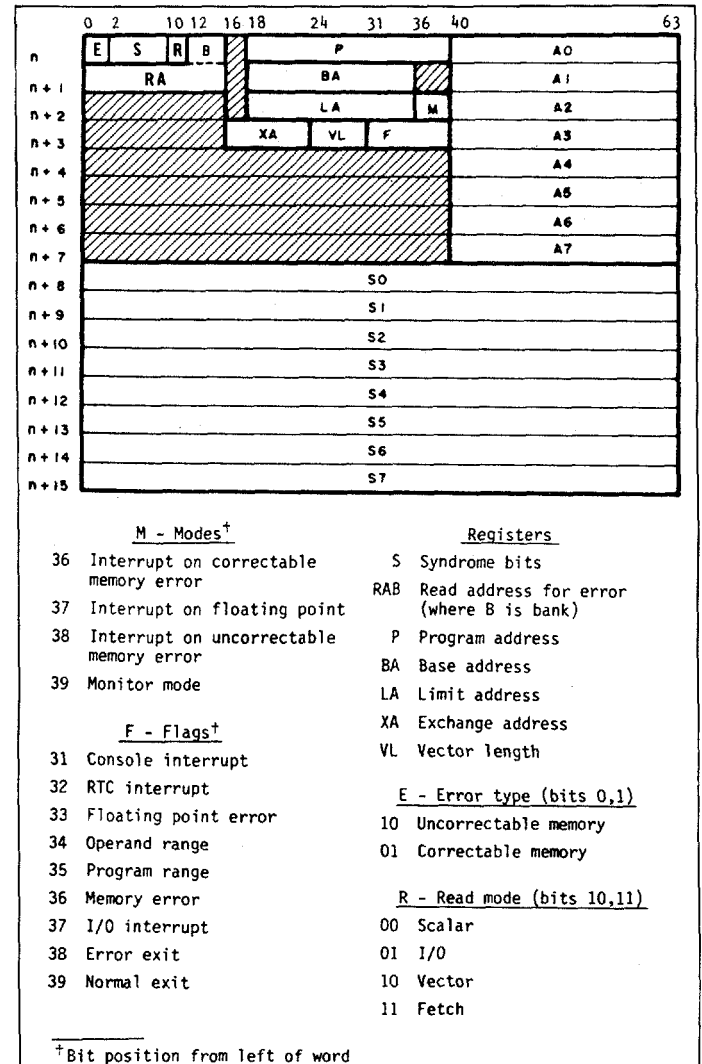 0 2 10 12 16 18 24 31 36 40 63
n E S R B P A0
n + 1 RA BA A1
n + 2 LA M A2
n + 3 XA VL F A3
n + 4 A4
n + 5 A5
n + 6 A6
n + 7 A7
n + 8 S0
n + 9 S1
n + 10 S2
n + 11 S3
n + 12 S4
n + 13 S5
n + 14 S6
n + 15 S7
M - Modes†
36 Interrupt on correctable
memory error
37 Interrupt on floating point
38 Interrupt on uncorrectable
memory error
39 Monitor mode
F - Flags†
31 Console interrupt
32 RTC interrupt
33 Floating point error
34 Operand range
35 Program range
36 Memory error
37 I/O interrupt
38 Error exit
39 Normal exit
Registers
S Syndrome bits
RAB Read address for error
(where B is bank)
P Program address
BA Base address
LA Limit address
XA Exchange address
VL Vector length
E - Error type (bits 0,1)
10 Uncorrectable memory
01 Correctable memory
R - Read mode (bits 10,11)
00 Scalar
01 I/O
10 Vector
11 Fetch
†Bit position from left of word